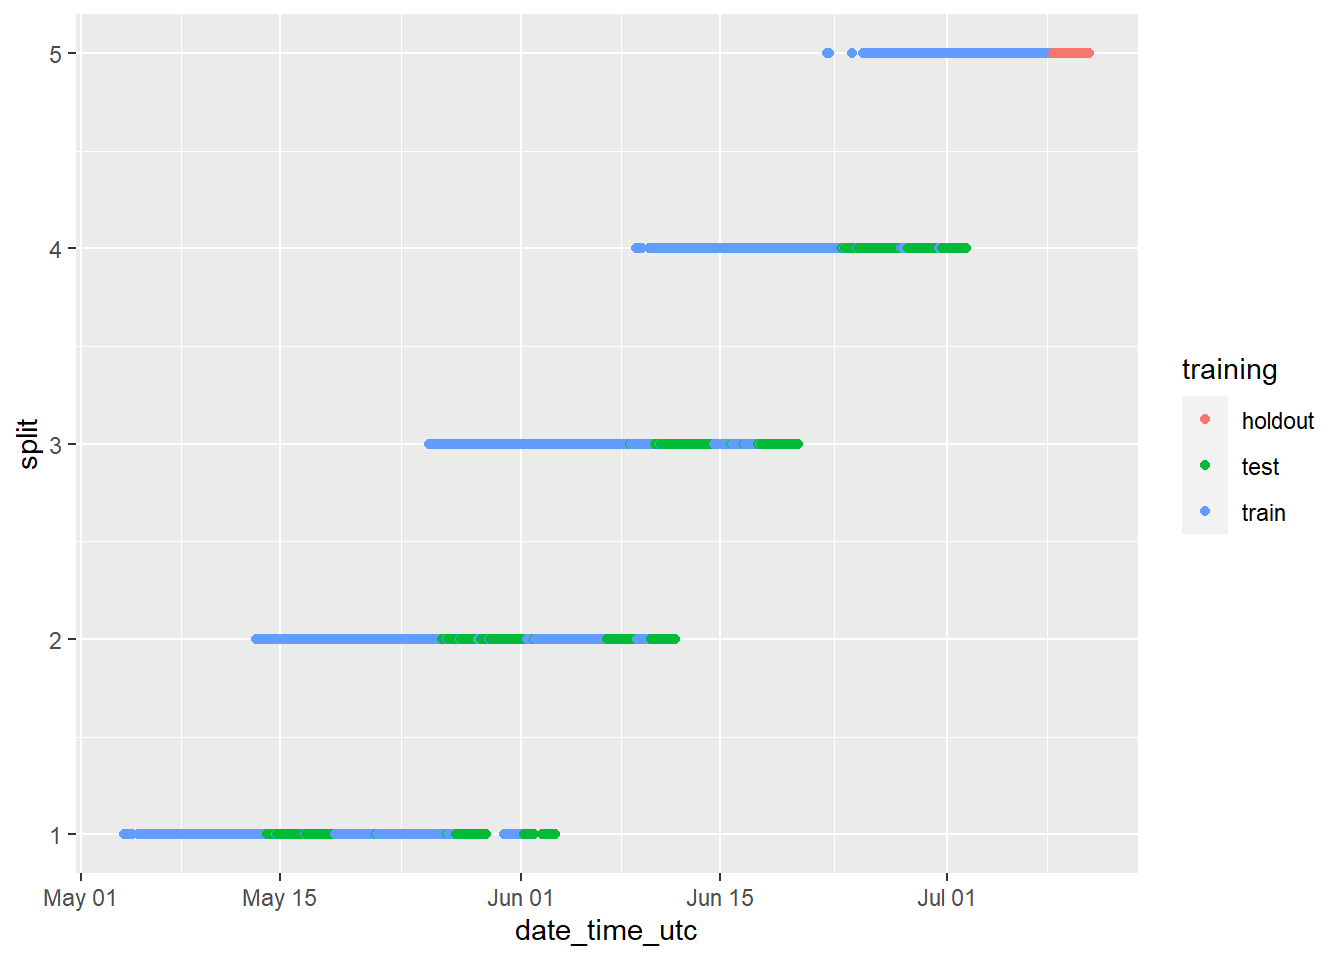 5
4
3
2
1
split
May 01
May 15
Jun 01
Jun 15
Jul 01
date_time_utc
training
holdout
test
train